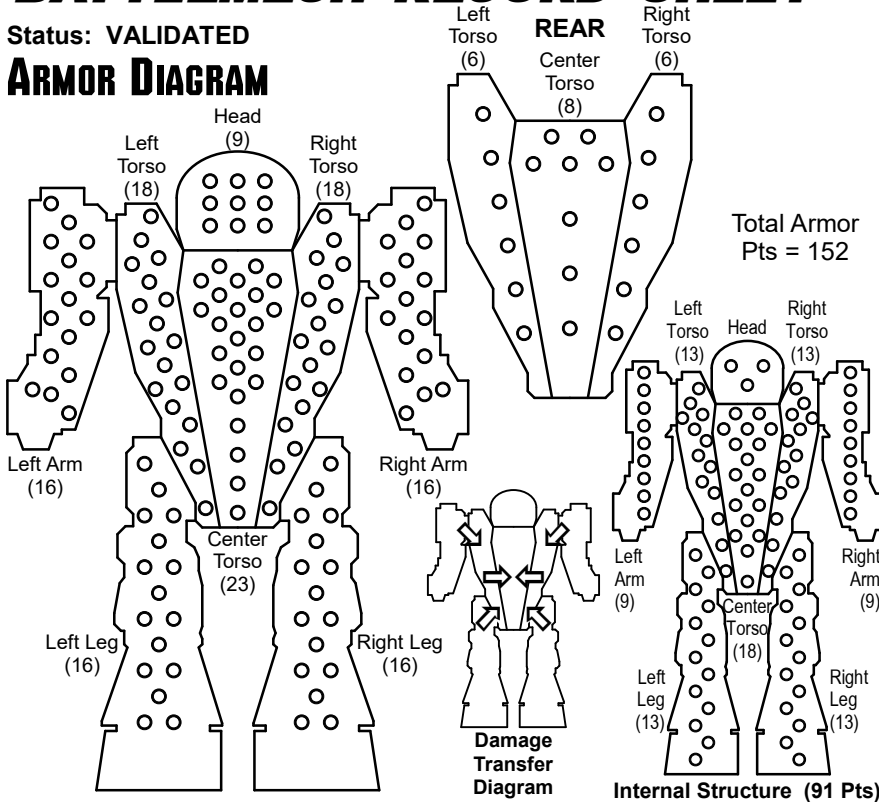 BATTLEMECH RECORD SHEET
Status: VALIDATED
ARMOR DIAGRAM
Head
(9)
Left
Torso
(18)
Right
Torso
(18)
Left Arm
(16)
Right Arm
(16)
Center
Torso
(23)
Left Leg
(16)
Right Leg
(16)
REAR
Left
Torso
(6)
Center
Torso
(8)
Right
Torso
(6)
Total Armor
Pts = 152
Damage
Transfer
Diagram
Left
Torso
(13)
Head
Right
Torso
(13)
Left
Arm
(9)
Right
Arm
(9)
Center
Torso
(18)
Left
Leg
(13)
Right
Leg
(13)
Internal Structure (91 Pts)